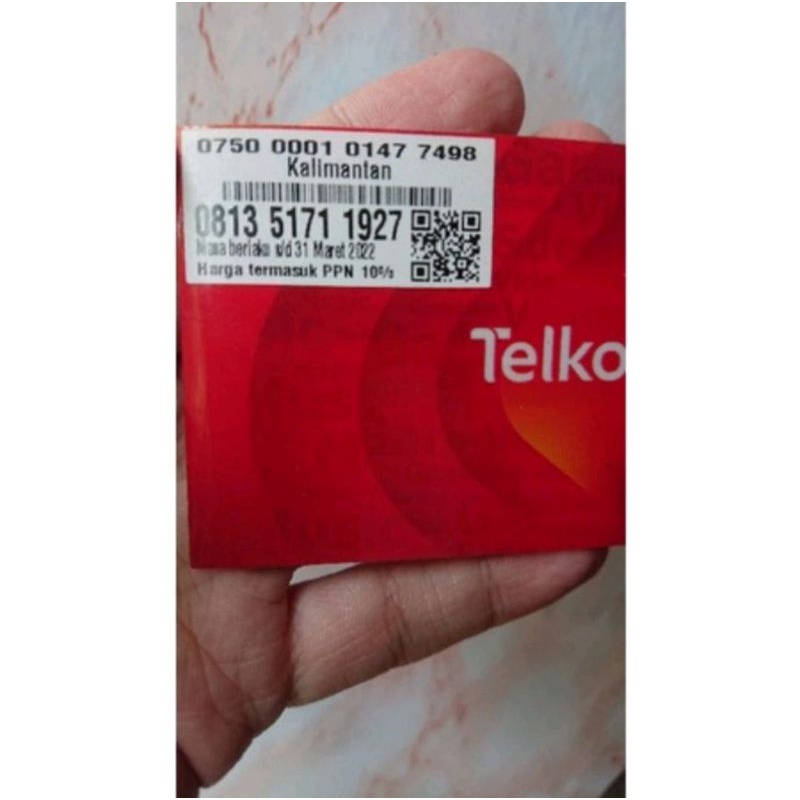 0750 0001 0147 7498
Kalimantan
0813 5171 1927
Masa berlaku s/d 31 Maret 2022
Harga termasuk PPN 10%
Telko